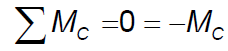 ∑M_C = 0 = −M_C